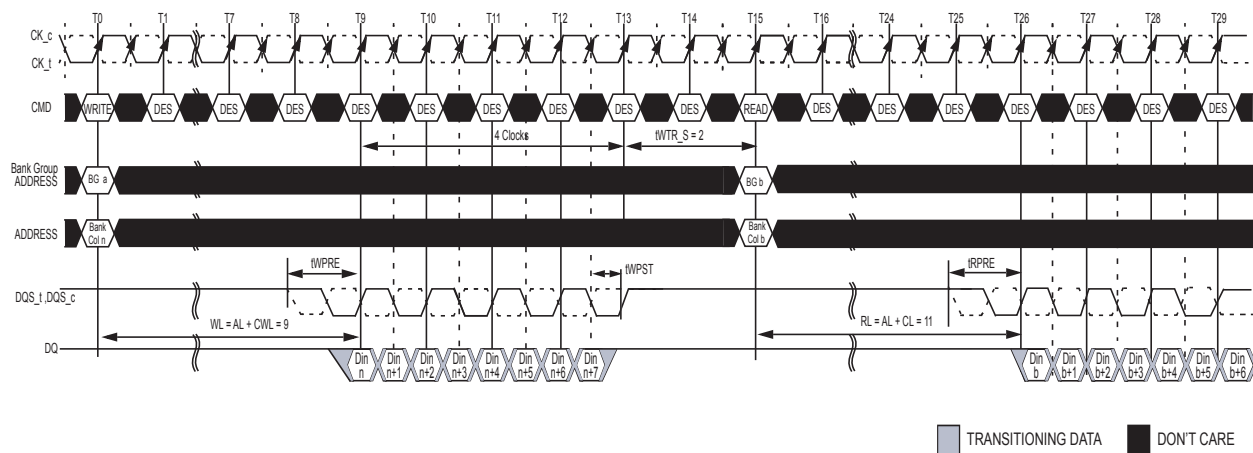 T0 T1 T7 T8 T9 T10 T11 T12 T13 T14 T15 T16 T24 T25 T26 T27 T28 T29
CK_c
CK_t
CMD WRITE DES DES DES DES DES DES DES DES DES READ DES DES DES DES DES DES DES
4 Clocks tWTR_S = 2
Bank Group
ADDRESS BG a BG b
ADDRESS Bank Col n Bank Col b
tWPRE tWPST tRPRE
DQS_t ,DQS_c
WL = AL + CWL = 9 RL = AL + CL = 11
DQ Din n Din n+1 Din n+2 Din n+3 Din n+4 Din n+5 Din n+6 Din n+7 Din b Din b+1 Din b+2 Din b+3 Din b+4 Din b+5 Din b+6
TRANSITIONING DATA DON'T CARE